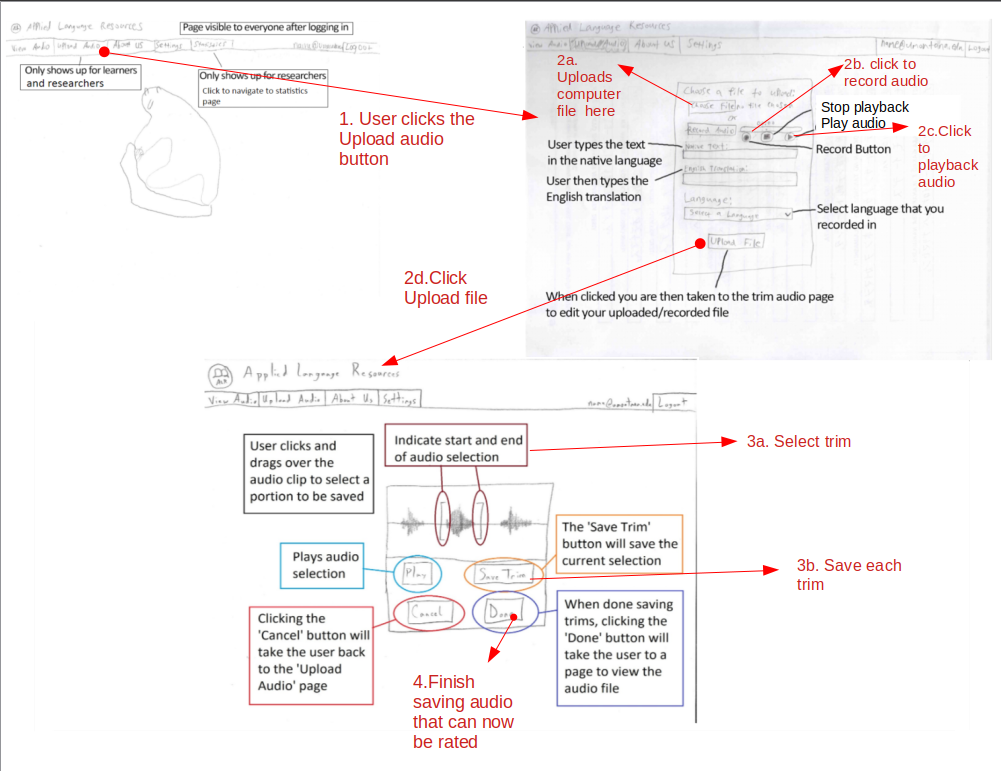 Applied Language Resources
Page visible to everyone after logging in
View Audio Upload Audio About Us Settings Statistics Logout
Only shows up for learners
and researchers
Only shows up for researchers
Click to navigate to statistics
page
1. User clicks the
Upload audio
button
Applied Language Resources
View Audio Upload Audio About Us Settings Logout
2a.
Uploads
computer
file here
2b. click to
record audio
Choose a file to upload:
Choose file
or
Record Audio
Stop playback
Play audio
Record Button
2c.Click
to
playback
audio
User types the text
in the native language
Native Text:
User then types the
English translation
English Translation:
Language:
Select a Language
Select language that you
recorded in
Upload File
When clicked you are then taken to the trim audio page
to edit your uploaded/recorded file
2d.Click
Upload file
Applied Language Resources
View Audio Upload Audio About Us Settings Logout
User clicks and
drags over the
audio clip to select a
portion to be saved
Indicate start and end
of audio selection
3a. Select trim
Plays audio
selection
Play
Save Trim
The 'Save Trim'
button will save the
current selection
3b. Save each
trim
Clicking the
'Cancel' button will
take the user back
to the 'Upload
Audio' page
Cancel
Done
When done saving
trims, clicking the
'Done' button will
take the user to a
page to view the
audio file
4.Finish
saving audio
that can now
be rated